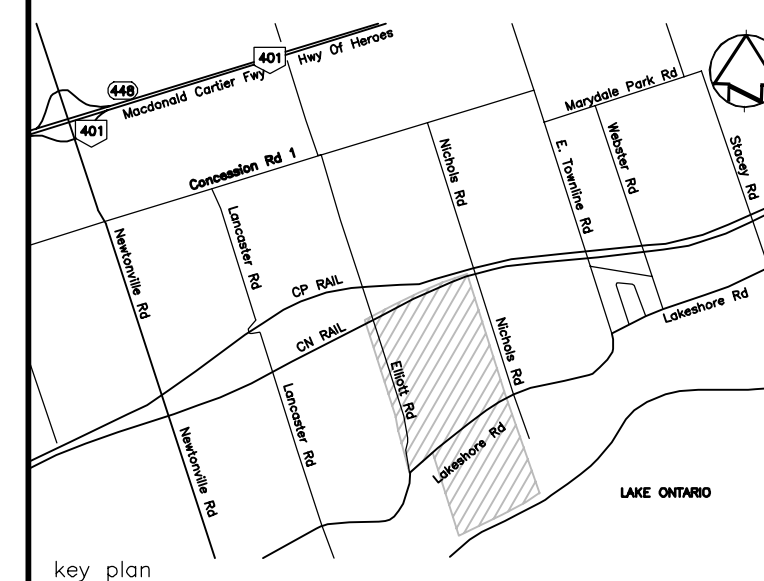 401
Hwy Of Heroes
448
Macdonald Cartier Fwy
401
Marydale Park Rd
Concession Rd 1
Nichols Rd
E. Townline Rd
Webster Rd
Stacey Rd
Lancaster Rd
Newtonville Rd
CP RAIL
CN RAIL
Lakeshore Rd
Nichols Rd
Elliott Rd
Lancaster Rd
Newtonville Rd
Lakeshore Rd
LAKE ONTARIO
key plan